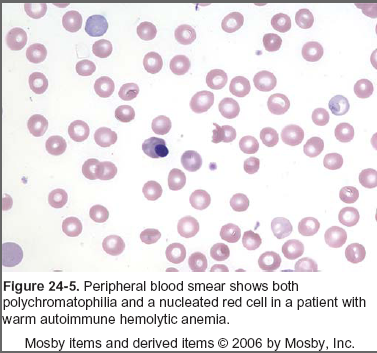 Figure 24-5. Peripheral blood smear shows both
polychromatophilia and a nucleated red cell in a patient with
warm autoimmune hemolytic anemia.
Mosby items and derived items © 2006 by Mosby, Inc.